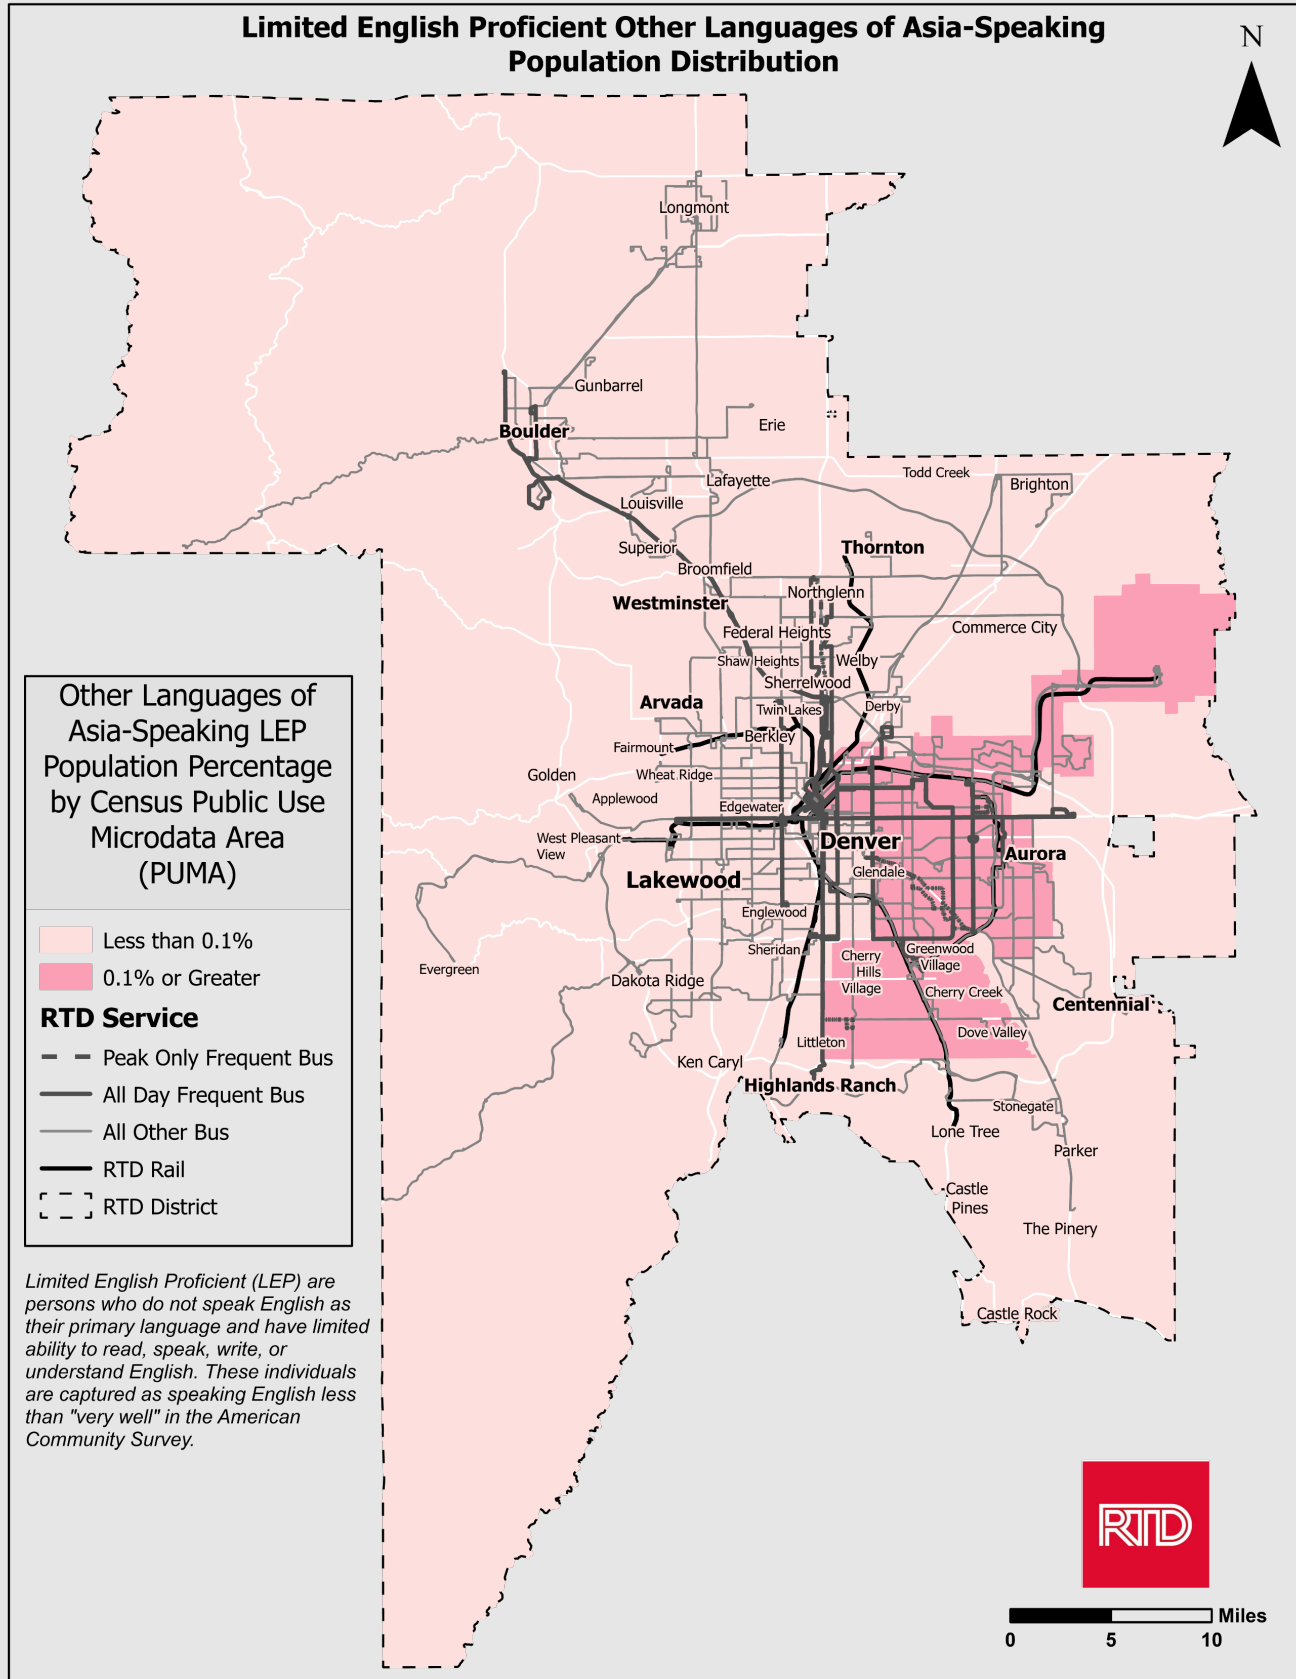 Limited English Proficient Other Languages of Asia-Speaking
Population Distribution
N
Longmont
Gunbarrel
Boulder
Erie
Lafayette
Todd Creek
Brighton
Louisville
Superior
Thornton
Broomfield
Northglenn
Westminster
Commerce City
Federal Heights
Shaw Heights
Welby
Sherrelwood
Arvada
Twin Lakes
Derby
Berkley
Fairmount
Golden
Wheat Ridge
Applewood
Edgewater
West Pleasant
View
Denver
Aurora
Lakewood
Glendale
Englewood
Sheridan
Greenwood
Village
Cherry
Hills
Village
Evergreen
Dakota Ridge
Cherry Creek
Centennial
Dove Valley
Littleton
Ken Caryl
Highlands Ranch
Stonegate
Lone Tree
Parker
Castle
Pines
The Pinery
Castle Rock
Other Languages of
Asia-Speaking LEP
Population Percentage
by Census Public Use
Microdata Area
(PUMA)
Less than 0.1%
0.1% or Greater
RTD Service
Peak Only Frequent Bus
All Day Frequent Bus
All Other Bus
RTD Rail
RTD District
Limited English Proficient (LEP) are
persons who do not speak English as
their primary language and have limited
ability to read, speak, write, or
understand English. These individuals
are captured as speaking English less
than "very well" in the American
Community Survey.
RTD
Miles
0 5 10